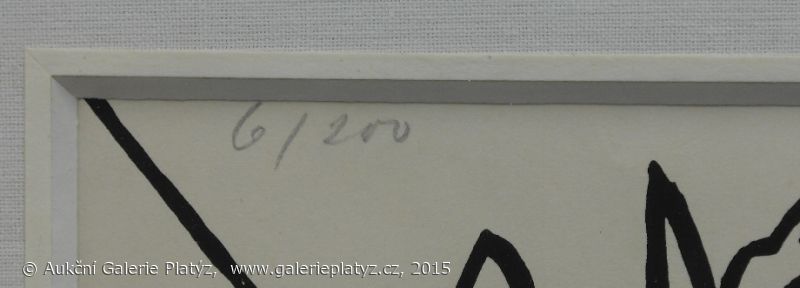 6/200
© Aukční Galerie Platýz, www.galerieplatyz.cz, 2015